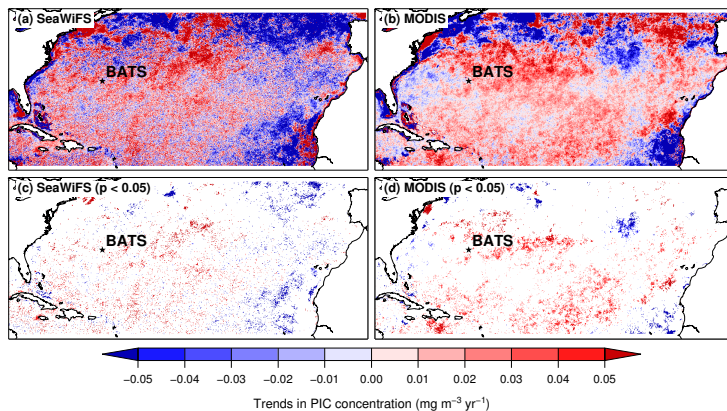 (a) SeaWiFS
(b) MODIS
BATS
BATS
(c) SeaWiFS (p < 0.05)
(d) MODIS (p < 0.05)
BATS
BATS
−0.05 −0.04 −0.03 −0.02 −0.01 0.00 0.01 0.02 0.03 0.04 0.05
Trends in PIC concentration (mg m⁻³ yr⁻¹)